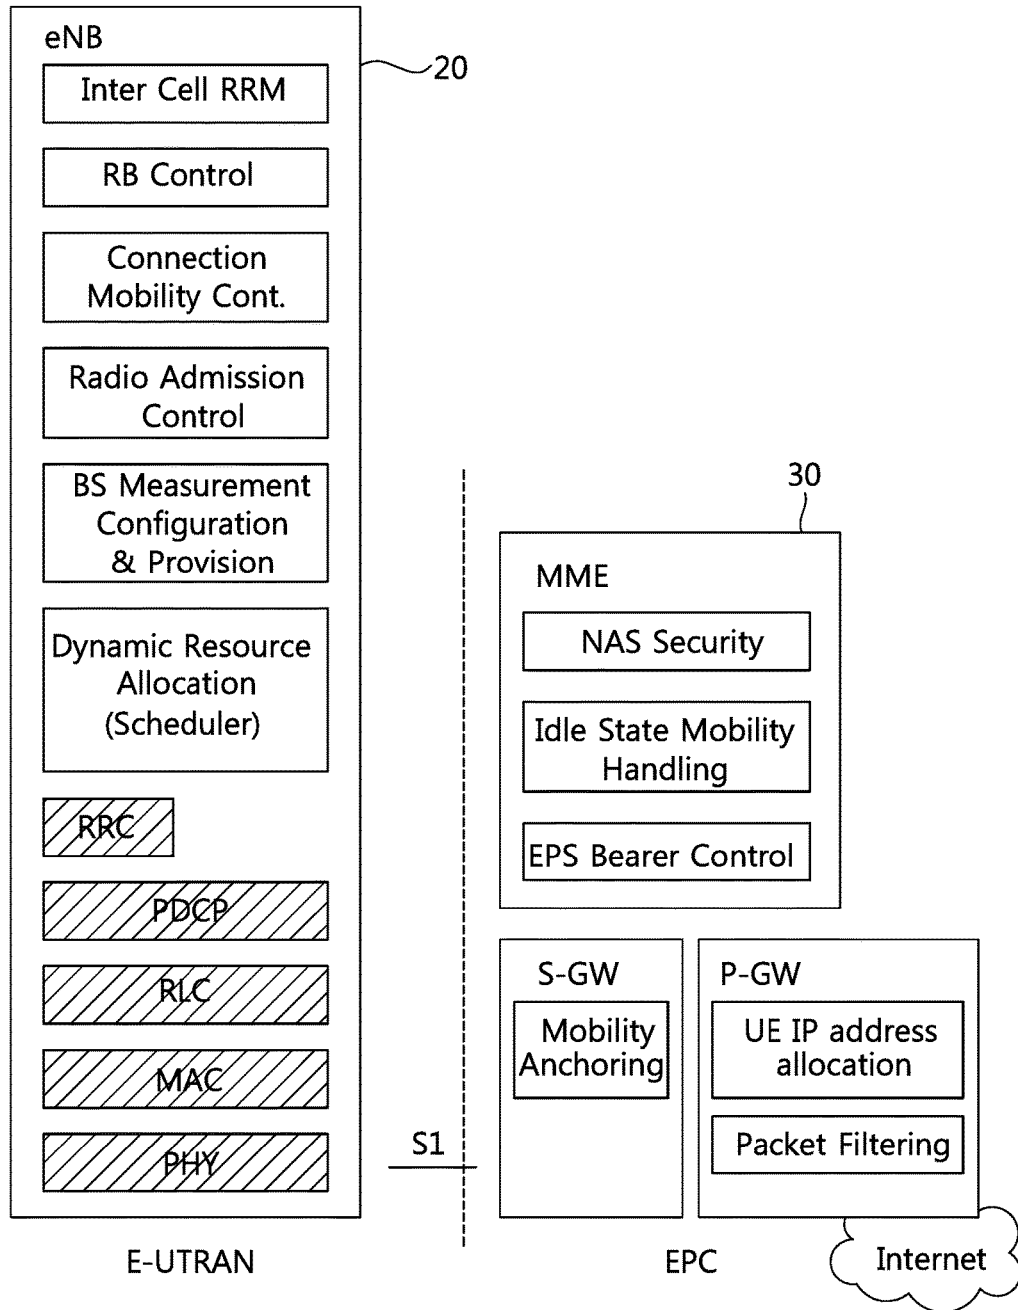 eNB
20
Inter Cell RRM
RB Control
Connection
Mobility Cont.
Radio Admission
Control
BS Measurement
Configuration
& Provision
Dynamic Resource
Allocation
(Scheduler)
RRC
PDCP
RLC
MAC
PHY
S1
E-UTRAN
30
MME
NAS Security
Idle State Mobility
Handling
EPS Bearer Control
S-GW
Mobility
Anchoring
P-GW
UE IP address
allocation
Packet Filtering
EPC
Internet